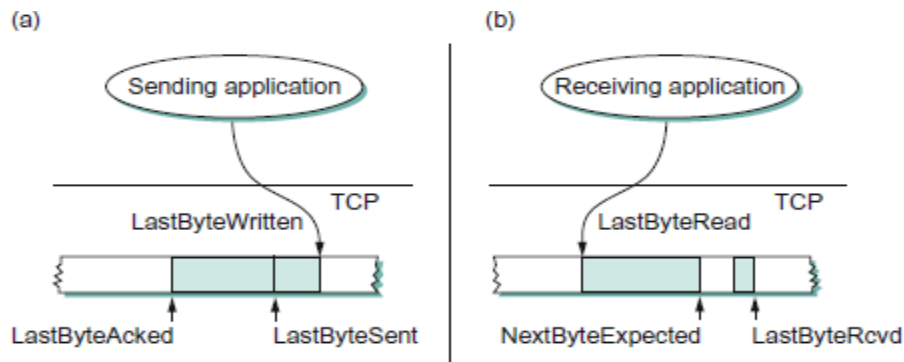 (a)
Sending application
TCP
LastByteWritten
LastByteAcked
LastByteSent
(b)
Receiving application
TCP
LastByteRead
NextByteExpected
LastByteRcvd